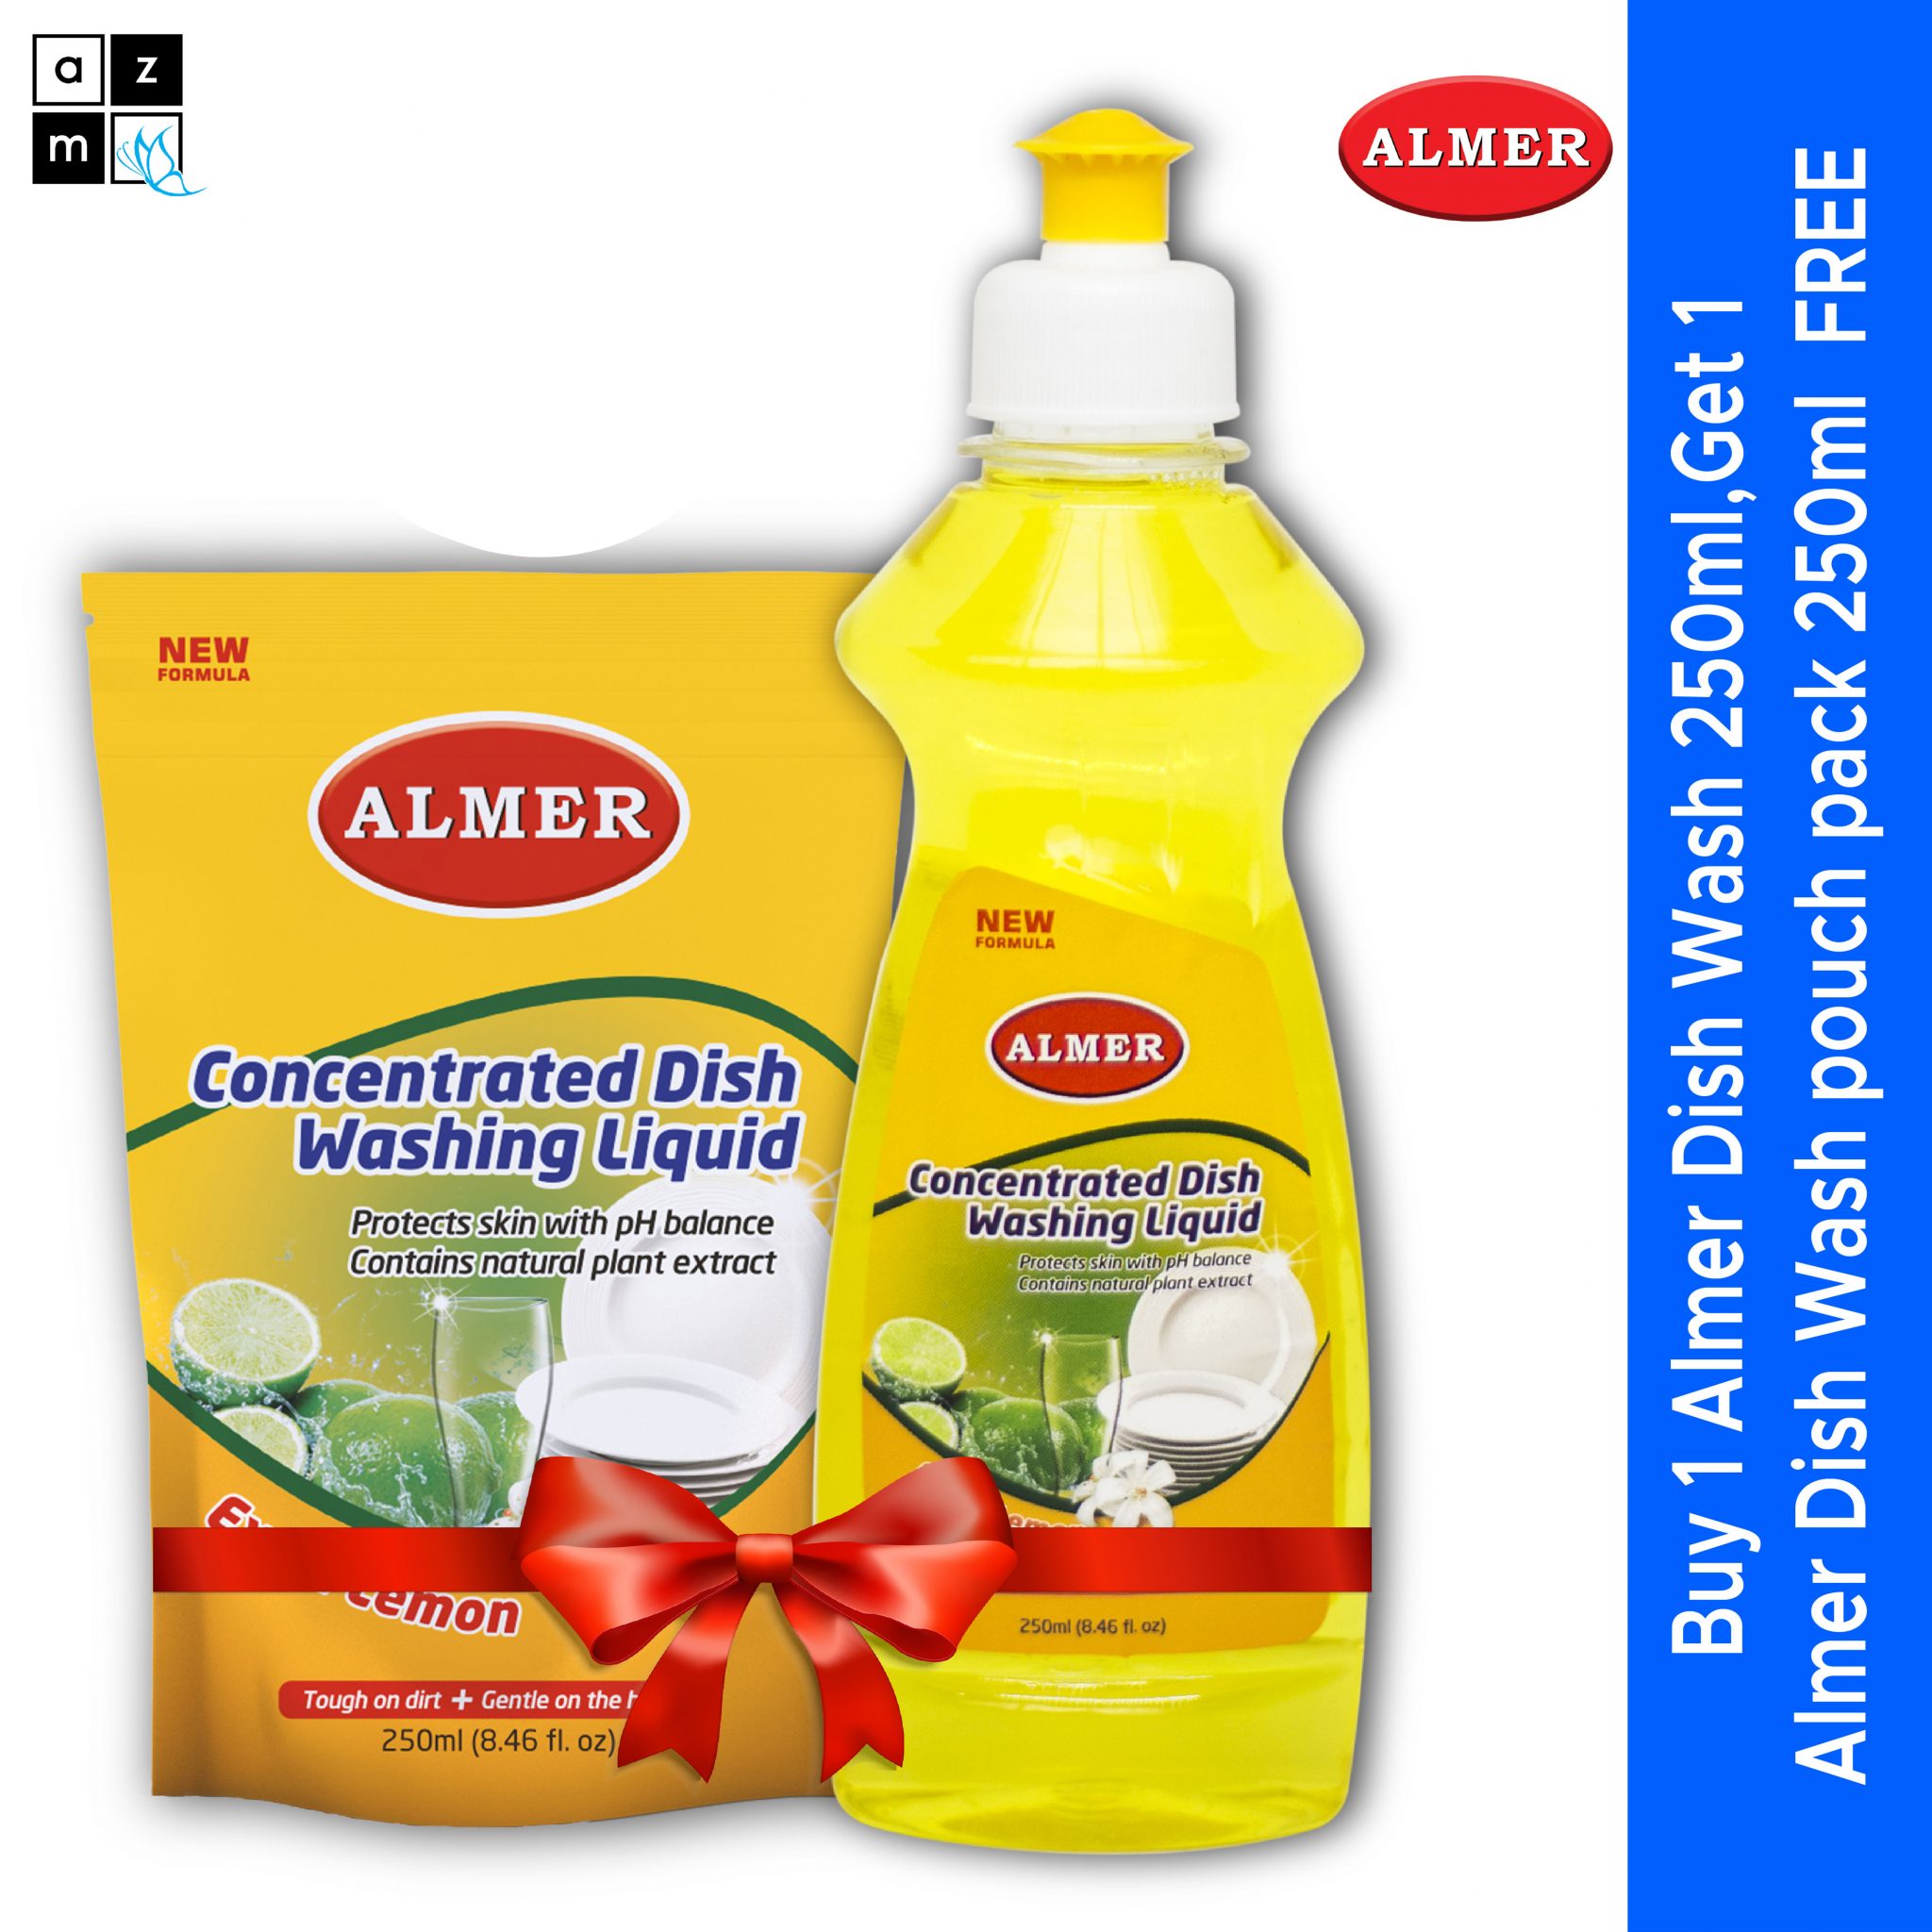 a z
m
ALMER
NEW
FORMULA
ALMER
Concentrated Dish
Washing Liquid
Protects skin with pH balance
Contains natural plant extract
Lemon
Tough on dirt + Gentle on the
250ml (8.46 fl. oz)
NEW
FORMULA
ALMER
Concentrated Dish
Washing Liquid
Protects skin with pH balance
Contains natural plant extract
250ml (8.46 fl. oz)
Buy 1 Almer Dish Wash 250ml,Get 1
Almer Dish Wash pouch pack 250ml FREE